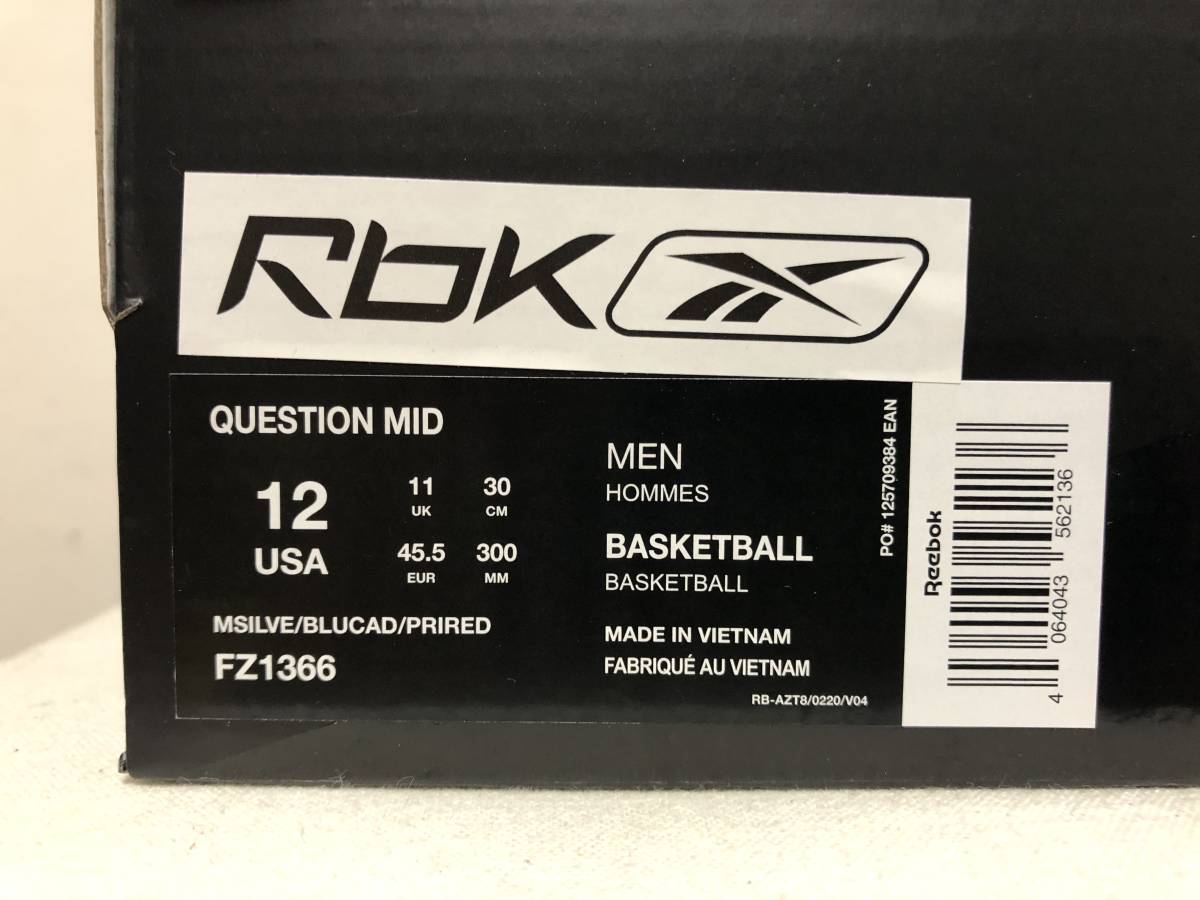 Rbk
QUESTION MID
12
USA
11
UK
30
CM
45.5
EUR
300
MM
MSILVE/BLUCAD/PRIRED
FZ1366
MEN
HOMMES
BASKETBALL
BASKETBALL
MADE IN VIETNAM
FABRIQUÉ AU VIETNAM
RB-AZT8/0220/V04
PO# 125709384 EAN
Reebok
4 064043 562136